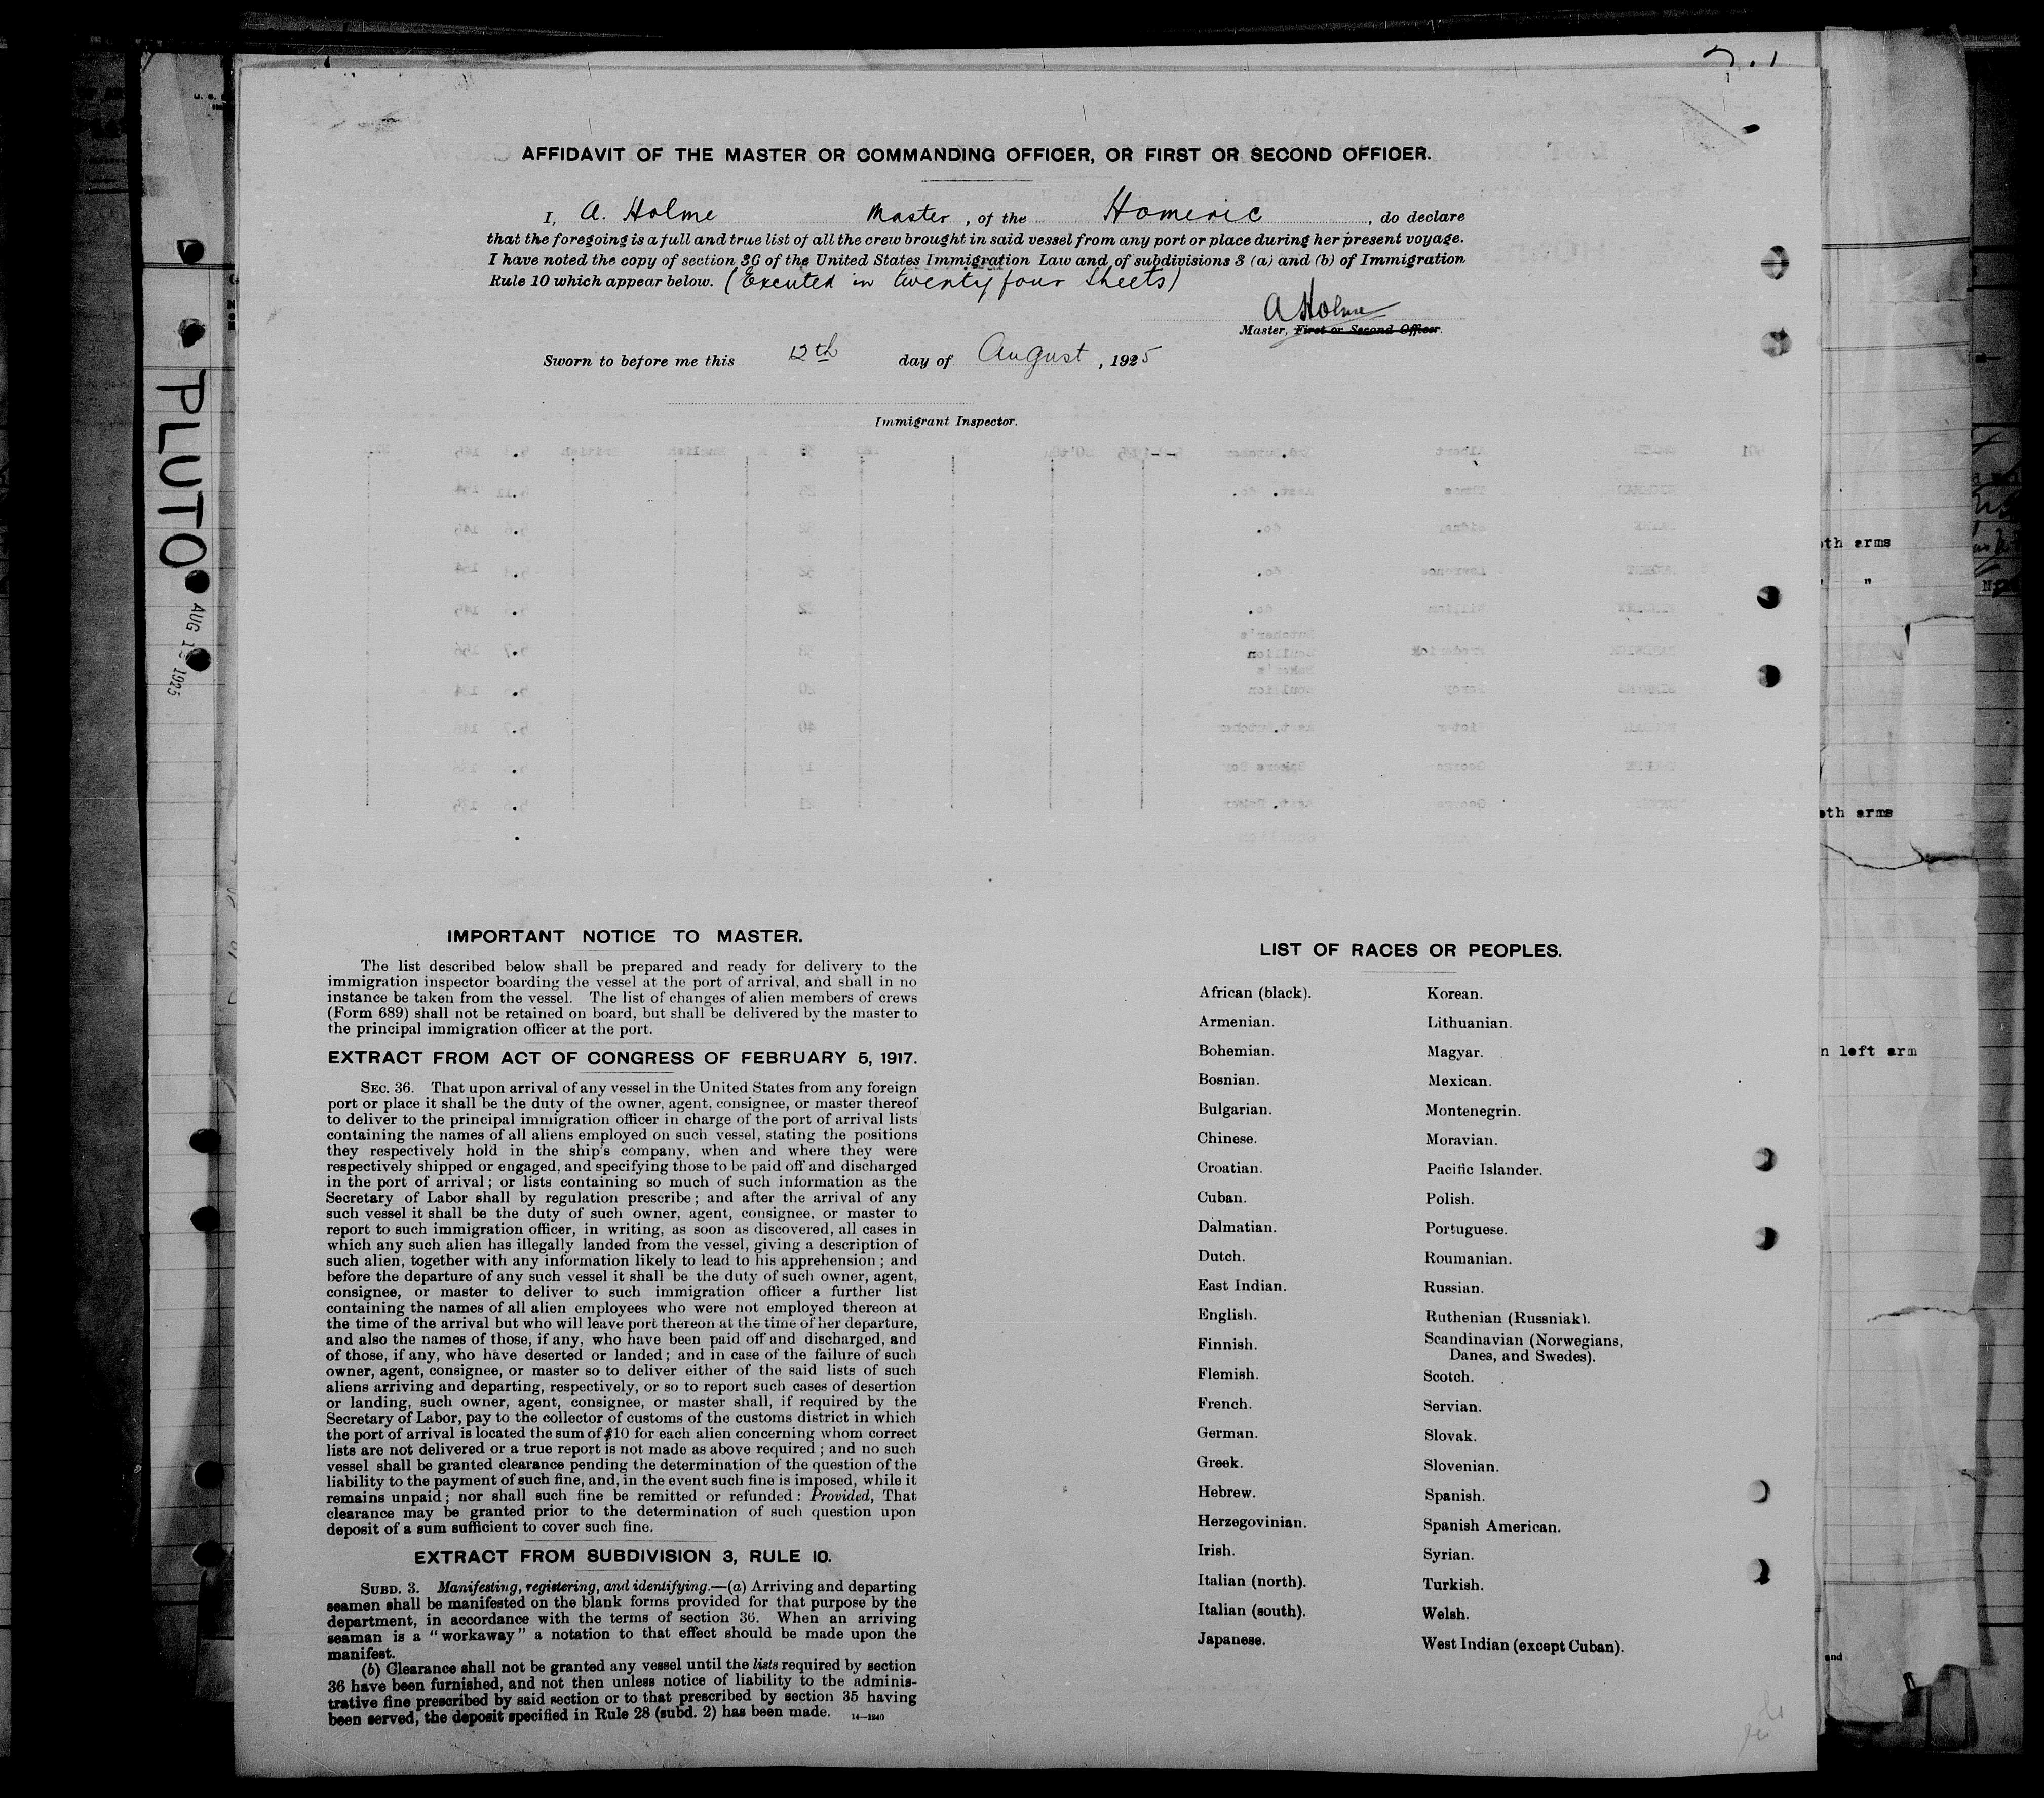 AFFIDAVIT OF THE MASTER OR COMMANDING OFFICER, OR FIRST OR SECOND OFFICER.
I, A. Holme Master, of the Homeric, do declare
that the foregoing is a full and true list of all the crew brought in said vessel from any port or place during her present voyage.
I have noted the copy of section 36 of the United States Immigration Law and of subdivisions 3 (a) and (b) of Immigration
Rule 10 which appear below. (Executed in twenty four sheets)
A Holme
Master, First or Second Officer.
Sworn to before me this 12th day of August, 1925
Immigrant Inspector.
PLUTO
AUG 1 1925
oth arms
"
oth arms
n left arm
and
IMPORTANT NOTICE TO MASTER.
The list described below shall be prepared and ready for delivery to the
immigration inspector boarding the vessel at the port of arrival, and shall in no
instance be taken from the vessel. The list of changes of alien members of crews
(Form 689) shall not be retained on board, but shall be delivered by the master to
the principal immigration officer at the port.
EXTRACT FROM ACT OF CONGRESS OF FEBRUARY 5, 1917.
SEC. 36. That upon arrival of any vessel in the United States from any foreign
port or place it shall be the duty of the owner, agent, consignee, or master thereof
to deliver to the principal immigration officer in charge of the port of arrival lists
containing the names of all aliens employed on such vessel, stating the positions
they respectively hold in the ship's company, when and where they were
respectively shipped or engaged, and specifying those to be paid off and discharged
in the port of arrival; or lists containing so much of such information as the
Secretary of Labor shall by regulation prescribe; and after the arrival of any
such vessel it shall be the duty of such owner, agent, consignee, or master to
report to such immigration officer, in writing, as soon as discovered, all cases in
which any such alien has illegally landed from the vessel, giving a description of
such alien, together with any information likely to lead to his apprehension; and
before the departure of any such vessel it shall be the duty of such owner, agent,
consignee, or master to deliver to such immigration officer a further list
containing the names of all alien employees who were not employed thereon at
the time of the arrival but who will leave port thereon at the time of her departure,
and also the names of those, if any, who have been paid off and discharged, and
of those, if any, who have deserted or landed; and in case of the failure of such
owner, agent, consignee, or master so to deliver either of the said lists of such
aliens arriving and departing, respectively, or so to report such cases of desertion
or landing, such owner, agent, consignee, or master shall, if required by the
Secretary of Labor, pay to the collector of customs of the customs district in which
the port of arrival is located the sum of $10 for each alien concerning whom correct
lists are not delivered or a true report is not made as above required; and no such
vessel shall be granted clearance pending the determination of the question of the
liability to the payment of such fine, and, in the event such fine is imposed, while it
remains unpaid; nor shall such fine be remitted or refunded: Provided, That
clearance may be granted prior to the determination of such question upon
deposit of a sum sufficient to cover such fine.
EXTRACT FROM SUBDIVISION 3, RULE 10.
SUBD. 3. Manifesting, registering, and identifying.—(a) Arriving and departing
seamen shall be manifested on the blank forms provided for that purpose by the
department, in accordance with the terms of section 36. When an arriving
seaman is a "workaway" a notation to that effect should be made upon the
manifest.
(b) Clearance shall not be granted any vessel until the lists required by section
36 have been furnished, and not then unless notice of liability to the adminis-
trative fine prescribed by said section or to that prescribed by section 35 having
been served, the deposit specified in Rule 28 (subd. 2) has been made. 14—1240
LIST OF RACES OR PEOPLES.
African (black).
Armenian.
Bohemian.
Bosnian.
Bulgarian.
Chinese.
Croatian.
Cuban.
Dalmatian.
Dutch.
East Indian.
English.
Finnish.
Flemish.
French.
German.
Greek.
Hebrew.
Herzegovinian.
Irish.
Italian (north).
Italian (south).
Japanese.
Korean.
Lithuanian.
Magyar.
Mexican.
Montenegrin.
Moravian.
Pacific Islander.
Polish.
Portuguese.
Roumanian.
Russian.
Ruthenian (Russniak).
Scandinavian (Norwegians,
Danes, and Swedes).
Scotch.
Servian.
Slovak.
Slovenian.
Spanish.
Spanish American.
Syrian.
Turkish.
Welsh.
West Indian (except Cuban).